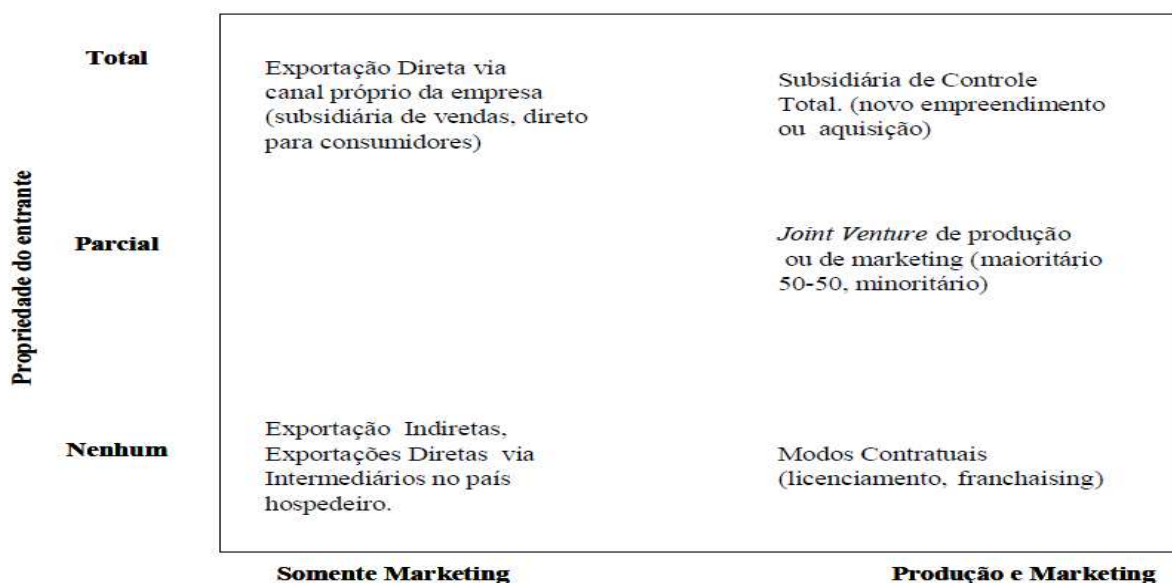 Total
Exportação Direta via
canal próprio da empresa
(subsidiária de vendas, direto
para consumidores)
Subsidiária de Controle
Total. (novo empreendimento
ou aquisição)
Propriedade do entrante
Parcial
Joint Venture de produção
ou de marketing (maioritário
50-50, minoritário)
Nenhum
Exportação Indiretas,
Exportações Diretas via
Intermediários no país
hospedeiro.
Modos Contratuais
(licenciamento, franchaising)
Somente Marketing
Produção e Marketing